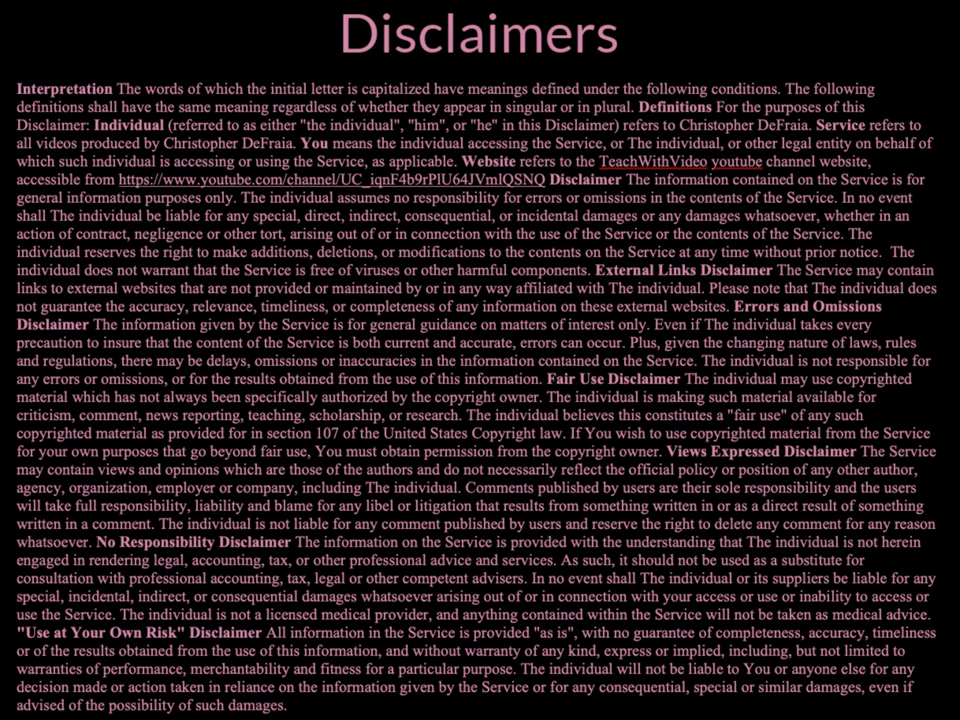 Disclaimers
Interpretation The words of which the initial letter is capitalized have meanings defined under the following conditions. The following
definitions shall have the same meaning regardless of whether they appear in singular or in plural. Definitions For the purposes of this
Disclaimer: Individual (referred to as either "the individual", "him", or "he" in this Disclaimer) refers to Christopher DeFraia. Service refers to
all videos produced by Christopher DeFraia. You means the individual accessing the Service, or The individual, or other legal entity on behalf of
which such individual is accessing or using the Service, as applicable. Website refers to the TeachWithVideo youtube channel website,
accessible from https://www.youtube.com/channel/UC_iqnF4b9rPlU64JVmlQSNQ Disclaimer The information contained on the Service is for
general information purposes only. The individual assumes no responsibility for errors or omissions in the contents of the Service. In no event
shall The individual be liable for any special, direct, indirect, consequential, or incidental damages or any damages whatsoever, whether in an
action of contract, negligence or other tort, arising out of or in connection with the use of the Service or the contents of the Service. The
individual reserves the right to make additions, deletions, or modifications to the contents on the Service at any time without prior notice.  The
individual does not warrant that the Service is free of viruses or other harmful components. External Links Disclaimer The Service may contain
links to external websites that are not provided or maintained by or in any way affiliated with The individual. Please note that The individual does
not guarantee the accuracy, relevance, timeliness, or completeness of any information on these external websites. Errors and Omissions
Disclaimer The information given by the Service is for general guidance on matters of interest only. Even if The individual takes every
precaution to insure that the content of the Service is both current and accurate, errors can occur. Plus, given the changing nature of laws, rules
and regulations, there may be delays, omissions or inaccuracies in the information contained on the Service. The individual is not responsible for
any errors or omissions, or for the results obtained from the use of this information. Fair Use Disclaimer The individual may use copyrighted
material which has not always been specifically authorized by the copyright owner. The individual is making such material available for
criticism, comment, news reporting, teaching, scholarship, or research. The individual believes this constitutes a "fair use" of any such
copyrighted material as provided for in section 107 of the United States Copyright law. If You wish to use copyrighted material from the Service
for your own purposes that go beyond fair use, You must obtain permission from the copyright owner. Views Expressed Disclaimer The Service
may contain views and opinions which are those of the authors and do not necessarily reflect the official policy or position of any other author,
agency, organization, employer or company, including The individual. Comments published by users are their sole responsibility and the users
will take full responsibility, liability and blame for any libel or litigation that results from something written in or as a direct result of something
written in a comment. The individual is not liable for any comment published by users and reserve the right to delete any comment for any reason
whatsoever. No Responsibility Disclaimer The information on the Service is provided with the understanding that The individual is not herein
engaged in rendering legal, accounting, tax, or other professional advice and services. As such, it should not be used as a substitute for
consultation with professional accounting, tax, legal or other competent advisers. In no event shall The individual or its suppliers be liable for any
special, incidental, indirect, or consequential damages whatsoever arising out of or in connection with your access or use or inability to access or
use the Service. The individual is not a licensed medical provider, and anything contained within the Service will not be taken as medical advice.
"Use at Your Own Risk" Disclaimer All information in the Service is provided "as is", with no guarantee of completeness, accuracy, timeliness
or of the results obtained from the use of this information, and without warranty of any kind, express or implied, including, but not limited to
warranties of performance, merchantability and fitness for a particular purpose. The individual will not be liable to You or anyone else for any
decision made or action taken in reliance on the information given by the Service or for any consequential, special or similar damages, even if
advised of the possibility of such damages.